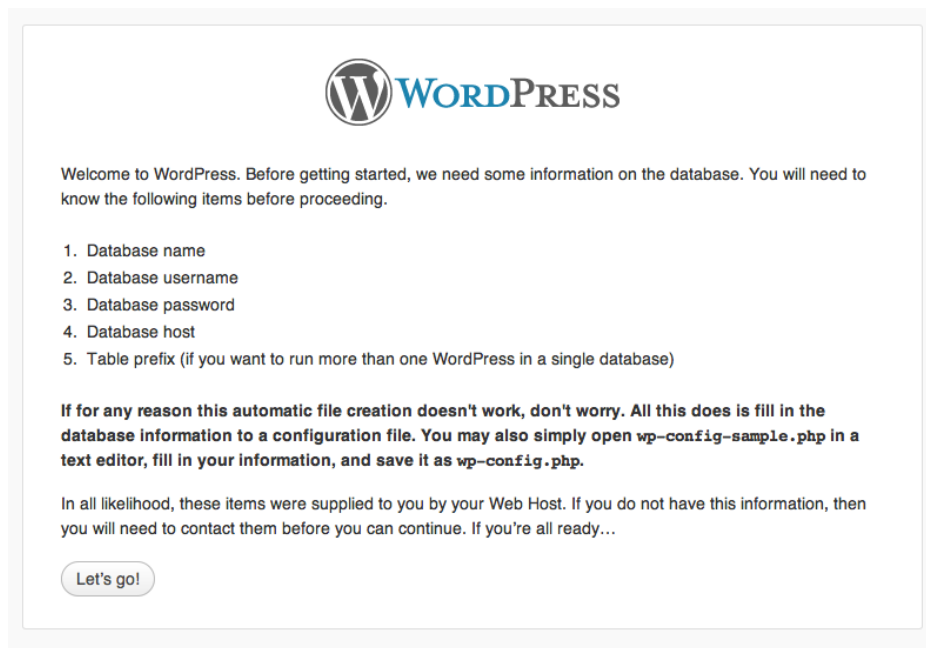 WORDPRESS
Welcome to WordPress. Before getting started, we need some information on the database. You will need to
know the following items before proceeding.
1. Database name
2. Database username
3. Database password
4. Database host
5. Table prefix (if you want to run more than one WordPress in a single database)
If for any reason this automatic file creation doesn't work, don't worry. All this does is fill in the
database information to a configuration file. You may also simply open wp-config-sample.php in a
text editor, fill in your information, and save it as wp-config.php.
In all likelihood, these items were supplied to you by your Web Host. If you do not have this information, then
you will need to contact them before you can continue. If you’re all ready…
Let’s go!